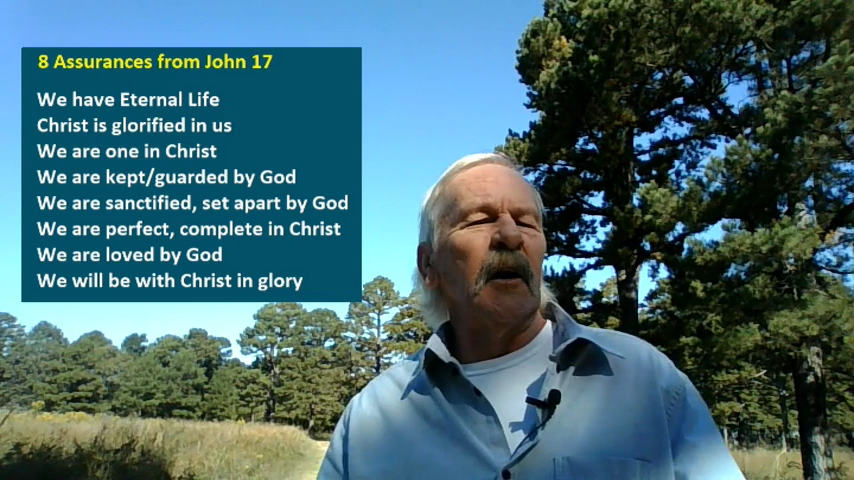 8 Assurances from John 17
We have Eternal Life
Christ is glorified in us
We are one in Christ
We are kept/guarded by God
We are sanctified, set apart by God
We are perfect, complete in Christ
We are loved by God
We will be with Christ in glory